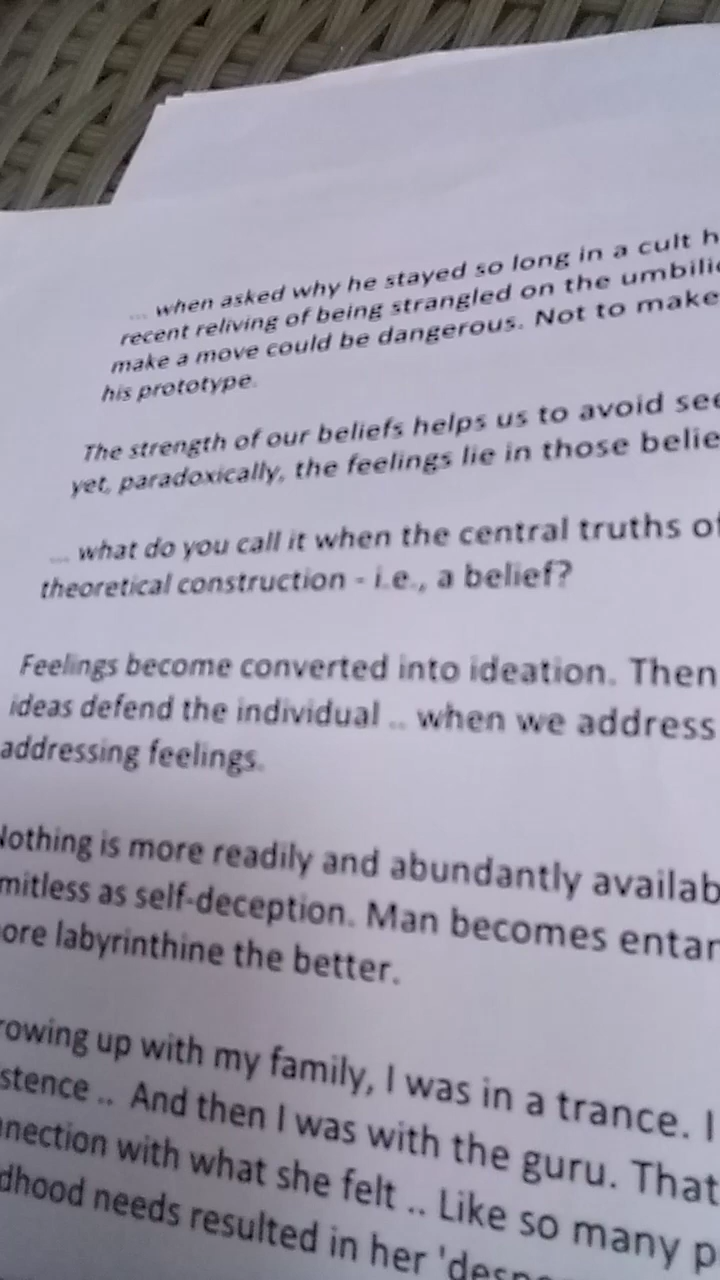 ... when asked why he stayed so long in a cult h
recent reliving of being strangled on the umbilic
make a move could be dangerous. Not to make
his prototype.
The strength of our beliefs helps us to avoid see
yet, paradoxically, the feelings lie in those belie
... what do you call it when the central truths of
theoretical construction - i.e., a belief?
Feelings become converted into ideation. Then
ideas defend the individual .. when we address
addressing feelings.
Nothing is more readily and abundantly availab
mitless as self-deception. Man becomes entan
ore labyrinthine the better.
rowing up with my family, I was in a trance. I
stence .. And then I was with the guru. That
nnection with what she felt .. Like so many p
dhood needs resulted in her 'desp